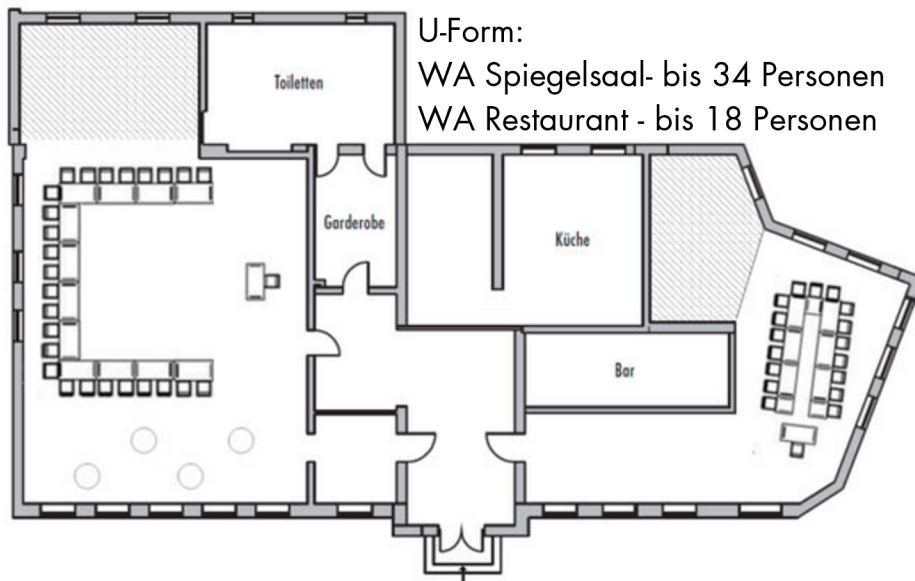 U-Form:
WA Spiegelsaal- bis 34 Personen
WA Restaurant - bis 18 Personen
Toiletten
Garderobe
Küche
Bar